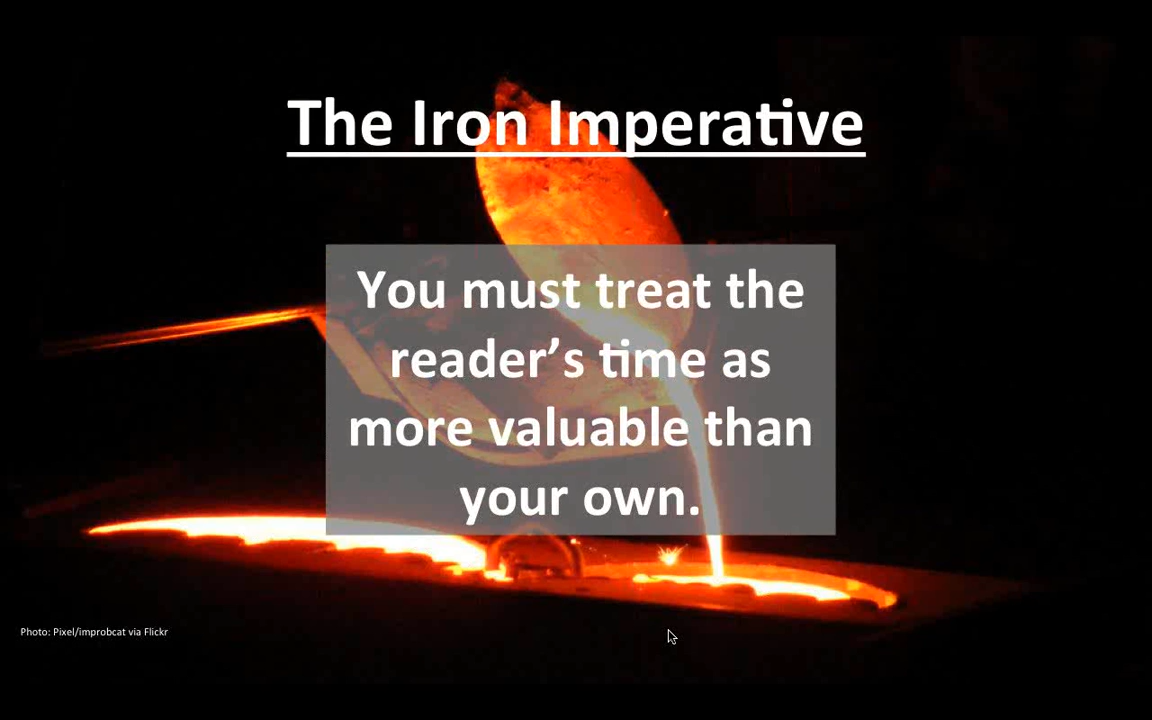 The Iron Imperative
You must treat the
reader’s time as
more valuable than
your own.
Photo: Pixel/improbcat via Flickr